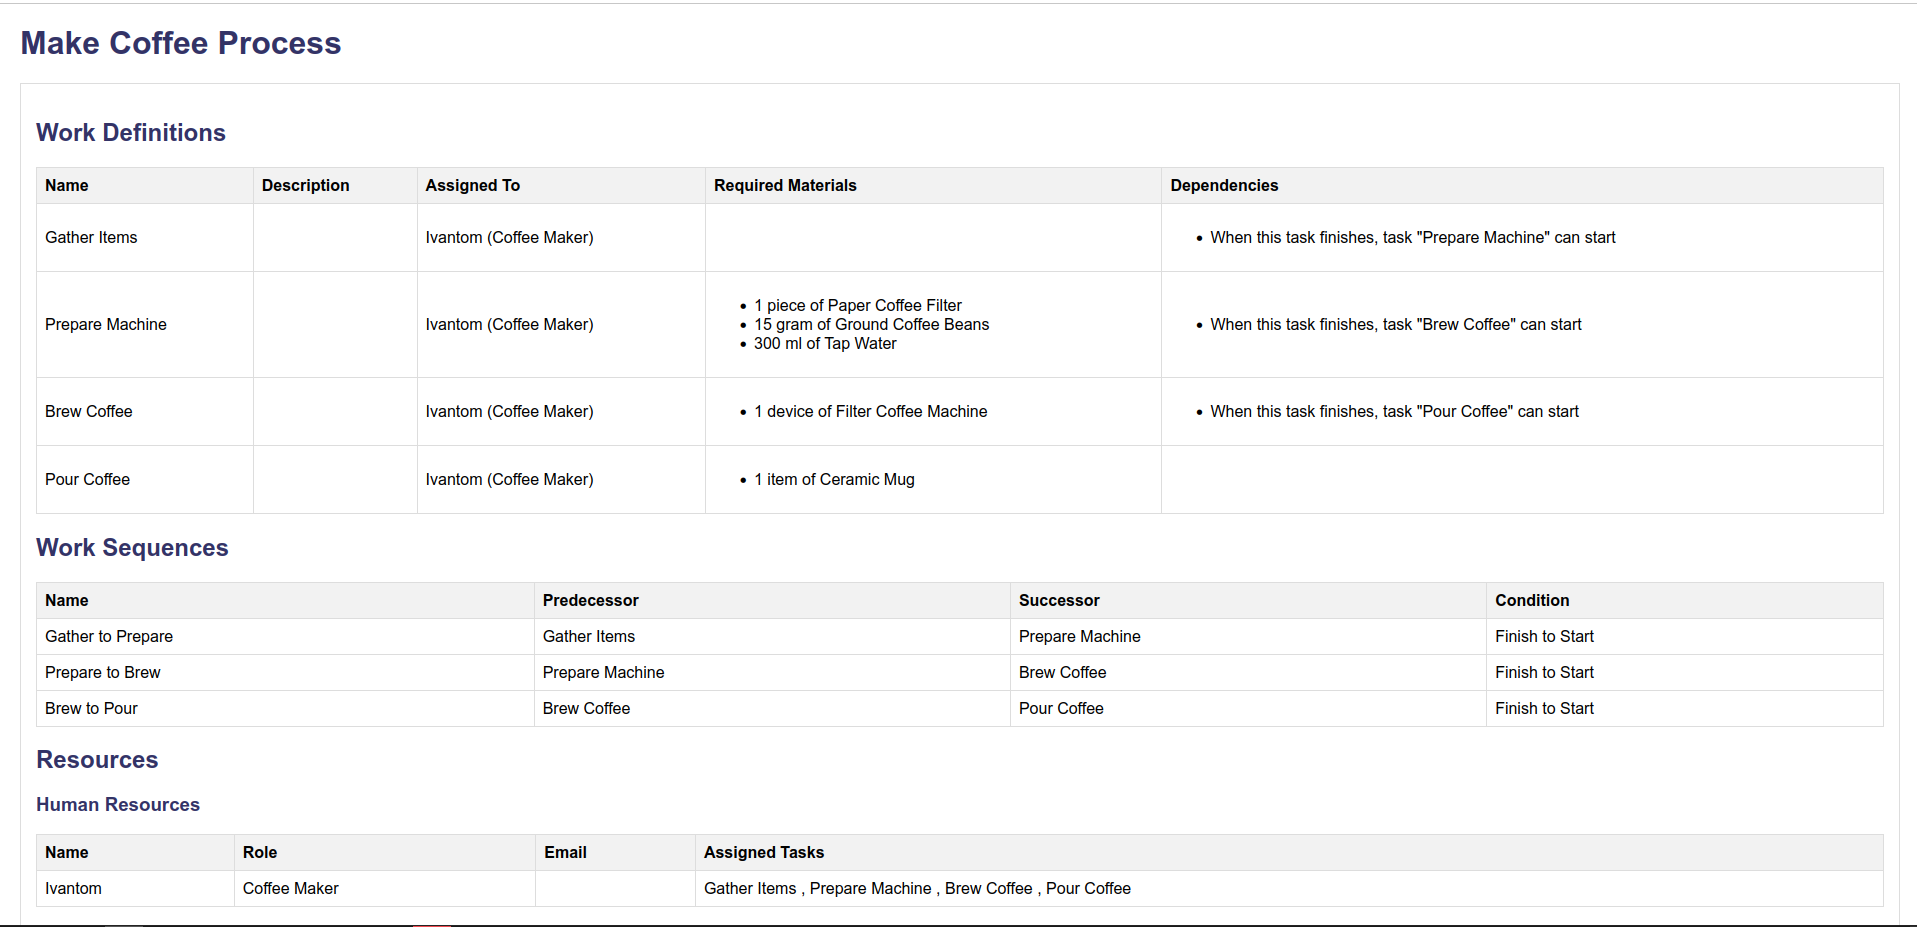 Make Coffee Process
Work Definitions
Name Description Assigned To Required Materials Dependencies
Gather Items Ivantom (Coffee Maker) • When this task finishes, task "Prepare Machine" can start
• 1 piece of Paper Coffee Filter
Prepare Machine Ivantom (Coffee Maker) • 15 gram of Ground Coffee Beans • When this task finishes, task "Brew Coffee" can start
• 300 ml of Tap Water
Brew Coffee Ivantom (Coffee Maker) • 1 device of Filter Coffee Machine • When this task finishes, task "Pour Coffee" can start
Pour Coffee Ivantom (Coffee Maker) • 1 item of Ceramic Mug
Work Sequences
Name Predecessor Successor Condition
Gather to Prepare Gather Items Prepare Machine Finish to Start
Prepare to Brew Prepare Machine Brew Coffee Finish to Start
Brew to Pour Brew Coffee Pour Coffee Finish to Start
Resources
Human Resources
Name Role Email Assigned Tasks
Ivantom Coffee Maker Gather Items , Prepare Machine , Brew Coffee , Pour Coffee